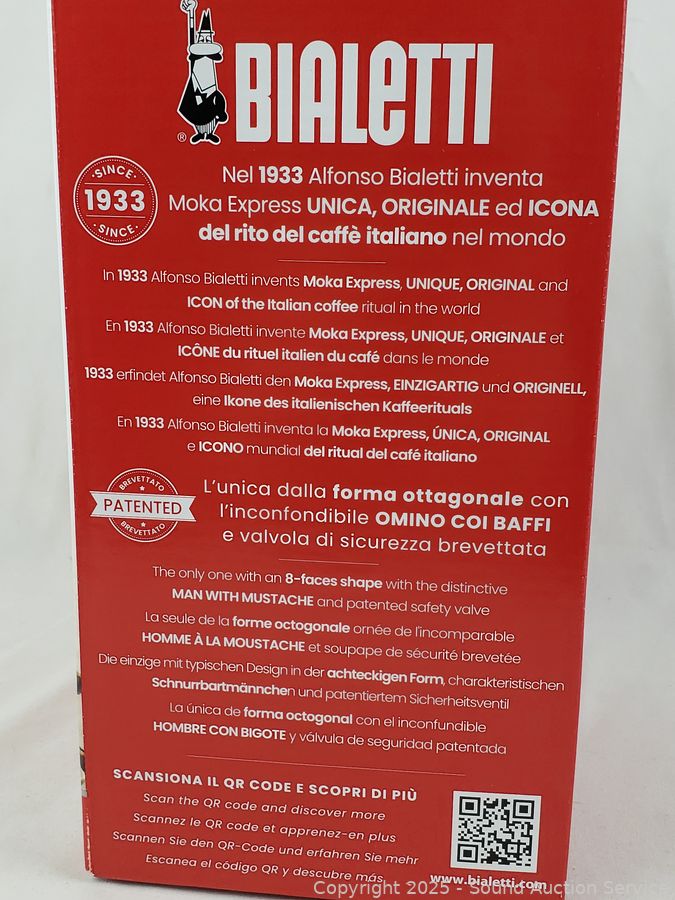 BIALETTI
®
·SINCE·
1933
·SINCE·
Nel 1933 Alfonso Bialetti inventa
Moka Express UNICA, ORIGINALE ed ICONA
del rito del caffè italiano nel mondo
In 1933 Alfonso Bialetti invents Moka Express, UNIQUE, ORIGINAL and
ICON of the Italian coffee ritual in the world
En 1933 Alfonso Bialetti invente Moka Express, UNIQUE, ORIGINALE et
ICÔNE du rituel italien du café dans le monde
1933 erfindet Alfonso Bialetti den Moka Express, EINZIGARTIG und ORIGINELL,
eine Ikone des italienischen Kaffeerituals
En 1933 Alfonso Bialetti inventa la Moka Express, ÚNICA, ORIGINAL
e ICONO mundial del ritual del café italiano
BREVETTATO
PATENTED
BREVETTATO
L'unica dalla forma ottagonale con
l'inconfondibile OMINO COI BAFFI
e valvola di sicurezza brevettata
The only one with an 8-faces shape with the distinctive
MAN WITH MUSTACHE and patented safety valve
La seule de la forme octogonale ornée de l'incomparable
HOMME À LA MOUSTACHE et soupape de sécurité brevetée
Die einzige mit typischen Design in der achteckigen Form, charakteristischen
Schnurrbartmännchen und patentiertem Sicherheitsventil
La única de forma octogonal con el inconfundible
HOMBRE CON BIGOTE y válvula de seguridad patentada
SCANSIONA IL QR CODE E SCOPRI DI PIÙ
Scan the QR code and discover more
Scannez le QR code et apprenez-en plus
Scannen Sie den QR-Code und erfahren Sie mehr
Escanea el código QR y descubre más
www.bialetti.com
Copyright 2025 - Sound Auction Service